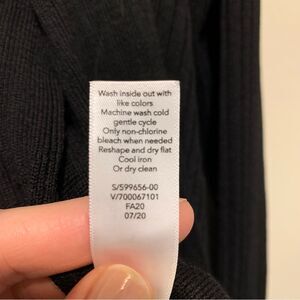 Wash inside out with
like colors
Machine wash cold
gentle cycle
Only non-chlorine
bleach when needed
Reshape and dry flat
Cool iron
Or dry clean
S/599656-00
V/700067101
FA20
07/20